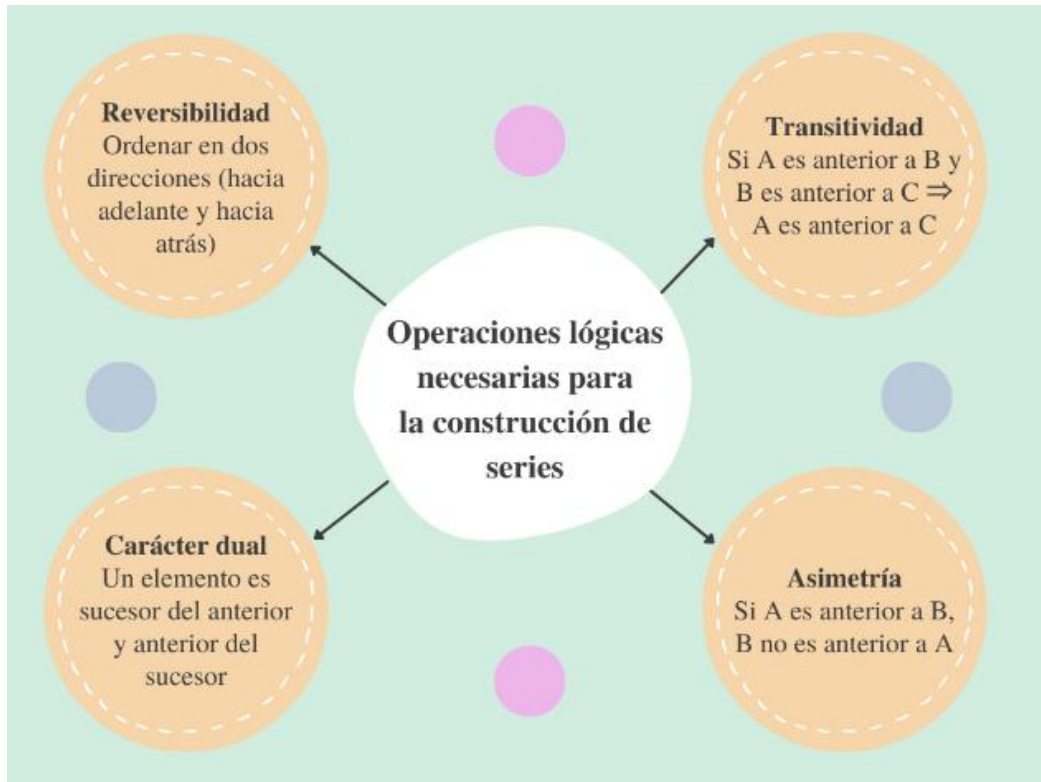 Reversibilidad
Ordenar en dos
direcciones (hacia
adelante y hacia
atrás)
Transitividad
Si A es anterior a B y
B es anterior a C ⇒
A es anterior a C
Operaciones lógicas
necesarias para
la construcción de
series
Carácter dual
Un elemento es
sucesor del anterior
y anterior del
sucesor
Asimetría
Si A es anterior a B,
B no es anterior a A